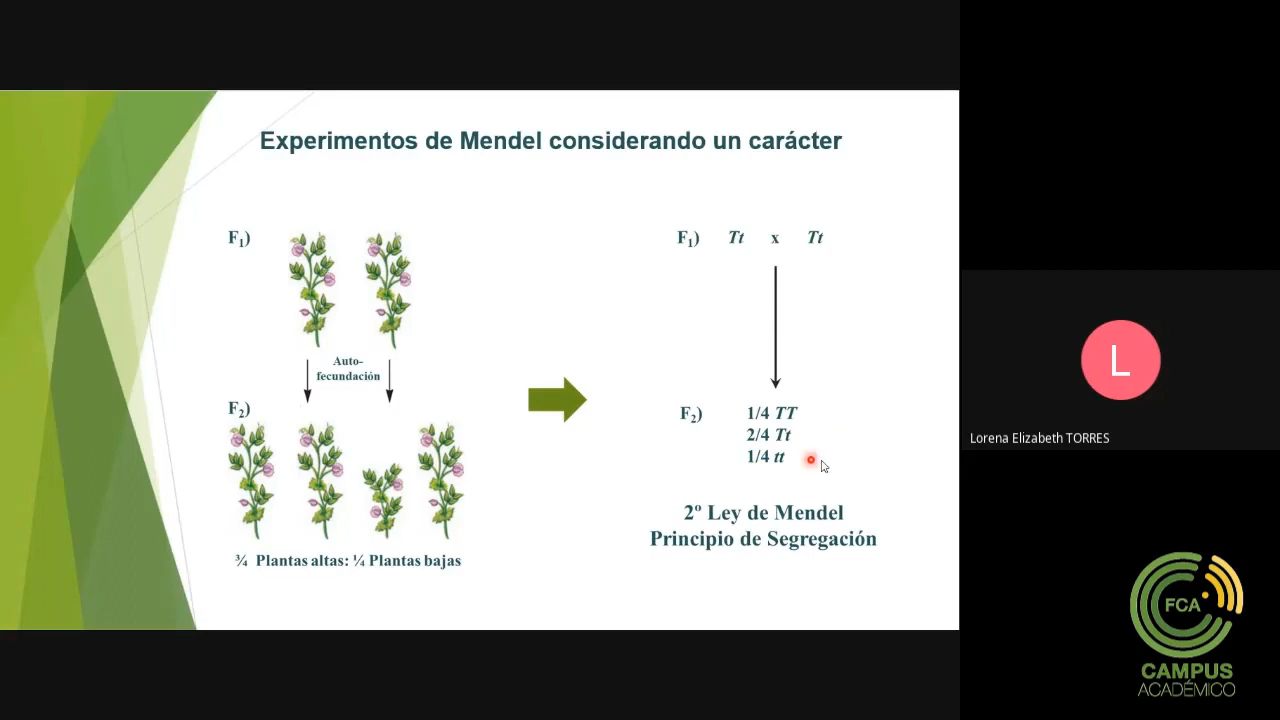 Experimentos de Mendel considerando un carácter
F₁)
Auto-
fecundación
F₂)
¾ Plantas altas: ¼ Plantas bajas
F₁) Tt x Tt
F₂) 1/4 TT
2/4 Tt
1/4 tt
2º Ley de Mendel
Principio de Segregación
L
Lorena Elizabeth TORRES
FCA
CAMPUS
ACADÉMICO